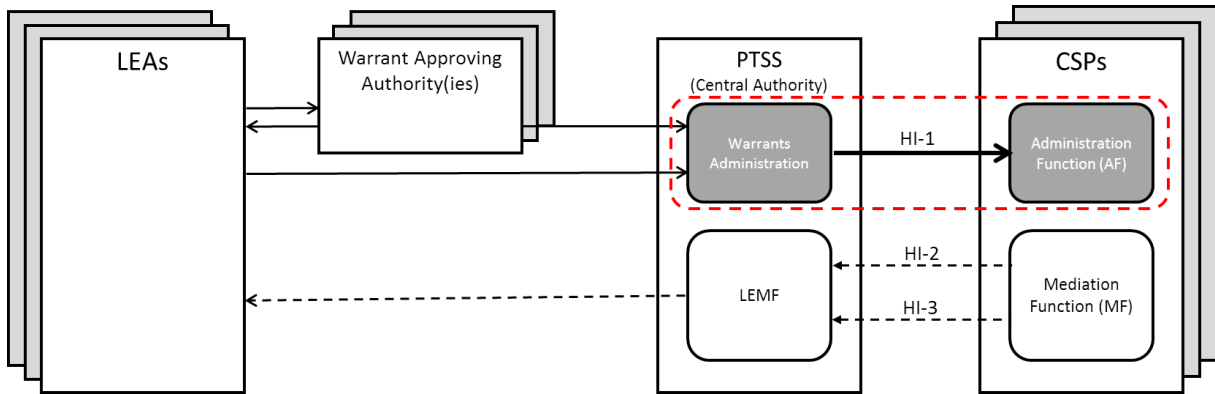 LEAs
Warrant Approving
Authority(ies)
PTSS
(Central Authority)
CSPs
Warrants
Administration
HI-1
Administration
Function (AF)
HI-2
LEMF
HI-3
Mediation
Function (MF)